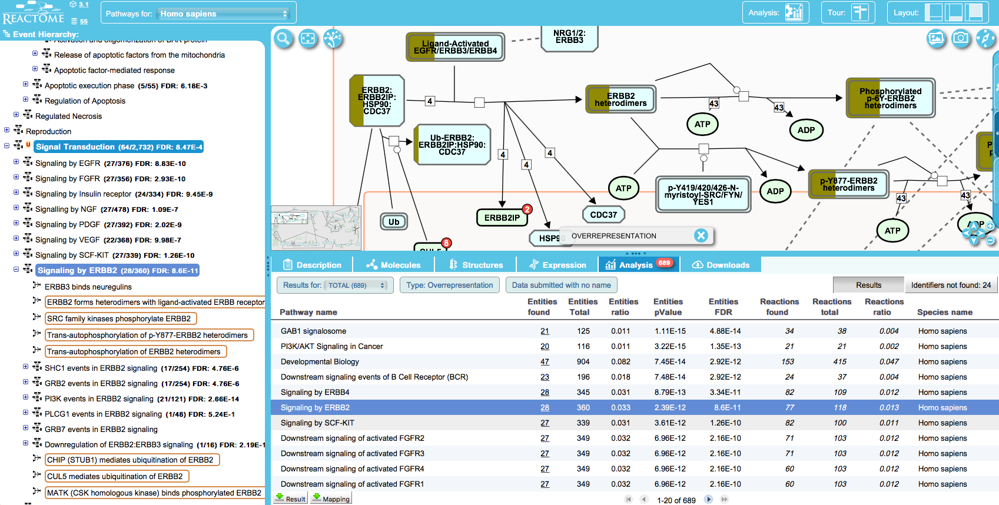 REACTOME
3.1
55
Pathways for: Homo sapiens
Analysis:
Tour:
Layout:
Event Hierarchy:
Activation and oligomerization of BAK protein
Release of apoptotic factors from the mitochondria
Apoptotic factor-mediated response
Apoptotic execution phase (5/55) FDR: 6.18E-3
Regulation of Apoptosis
Regulated Necrosis
Reproduction
U Signal Transduction (64/2,732) FDR: 8.47E-4
Signaling by EGFR (27/376) FDR: 8.83E-10
Signaling by FGFR (27/356) FDR: 2.93E-10
Signaling by Insulin receptor (24/334) FDR: 9.45E-9
Signalling by NGF (27/478) FDR: 1.09E-7
Signaling by PDGF (27/392) FDR: 2.02E-9
Signaling by VEGF (22/368) FDR: 9.98E-7
Signaling by SCF-KIT (27/339) FDR: 1.26E-10
Signaling by ERBB2 (28/360) FDR: 8.6E-11
ERBB3 binds neuregulins
ERBB2 forms heterodimers with ligand-activated ERBB receptor
SRC family kinases phosphorylate ERBB2
Trans-autophosphorylation of p-Y877-ERBB2 heterodimers
Trans-autophosphorylation of ERBB2 heterodimers
SHC1 events in ERBB2 signaling (17/254) FDR: 4.76E-6
GRB2 events in ERBB2 signaling (17/254) FDR: 4.76E-6
PI3K events in ERBB2 signaling (21/121) FDR: 2.66E-14
PLCG1 events in ERBB2 signaling (1/48) FDR: 5.24E-1
GRB7 events in ERBB2 signaling
Downregulation of ERBB2:ERBB3 signaling (1/16) FDR: 2.19E-1
CHIP (STUB1) mediates ubiquitination of ERBB2
CUL5 mediates ubiquitination of ERBB2
MATK (CSK homologous kinase) binds phosphorylated ERBB2
Ligand-Activated
EGFR/ERBB3/ERBB4
NRG1/2:
ERBB3
ERBB2:
ERBB2IP:
HSP90:
CDC37
4
ERBB2
heterodimers
43
43
Phosphorylated
p-6Y-ERBB2
heterodimers
ATP
ADP
Ub-ERBB2:
ERBB2IP:HSP90:
CDC37
4
4
4
P
p
ATP
p-Y419/420/426-N-
myristoyl-SRC/FYN/
YES1
ADP
p-Y877-ERBB2
heterodimers
43
43
Ub
ERBB2IP
2
CDC37
ATP
ADP
HSP90
8
CUL5
OVERREPRESENTATION
Description
Molecules
Structures
Expression
Analysis 689
Downloads
Results for: TOTAL (689)
Type: Overrepresentation
Data submitted with no name
Results
Identifiers not found: 24
Pathway name Entities found Entities Total Entities ratio Entities pValue Entities FDR Reactions found Reactions total Reactions ratio Species name
GAB1 signalosome 21 125 0.011 1.11E-15 4.88E-14 34 38 0.004 Homo sapiens
PI3K/AKT Signaling in Cancer 20 116 0.011 3.22E-15 1.35E-13 21 21 0.002 Homo sapiens
Developmental Biology 47 904 0.082 7.45E-14 2.92E-12 153 415 0.047 Homo sapiens
Downstream signaling events of B Cell Receptor (BCR) 23 196 0.018 7.48E-14 2.92E-12 24 37 0.004 Homo sapiens
Signaling by ERBB4 28 345 0.031 8.79E-13 3.34E-11 82 109 0.012 Homo sapiens
Signaling by ERBB2 28 360 0.033 2.39E-12 8.6E-11 77 118 0.013 Homo sapiens
Signaling by SCF-KIT 27 339 0.031 3.61E-12 1.26E-10 82 100 0.011 Homo sapiens
Downstream signaling of activated FGFR2 27 349 0.032 6.96E-12 2.16E-10 71 103 0.012 Homo sapiens
Downstream signaling of activated FGFR3 27 349 0.032 6.96E-12 2.16E-10 71 103 0.012 Homo sapiens
Downstream signaling of activated FGFR4 27 349 0.032 6.96E-12 2.16E-10 60 103 0.012 Homo sapiens
Downstream signaling of activated FGFR1 27 349 0.032 6.96E-12 2.16E-10 60 103 0.012 Homo sapiens
Result
Mapping
1-20 of 689